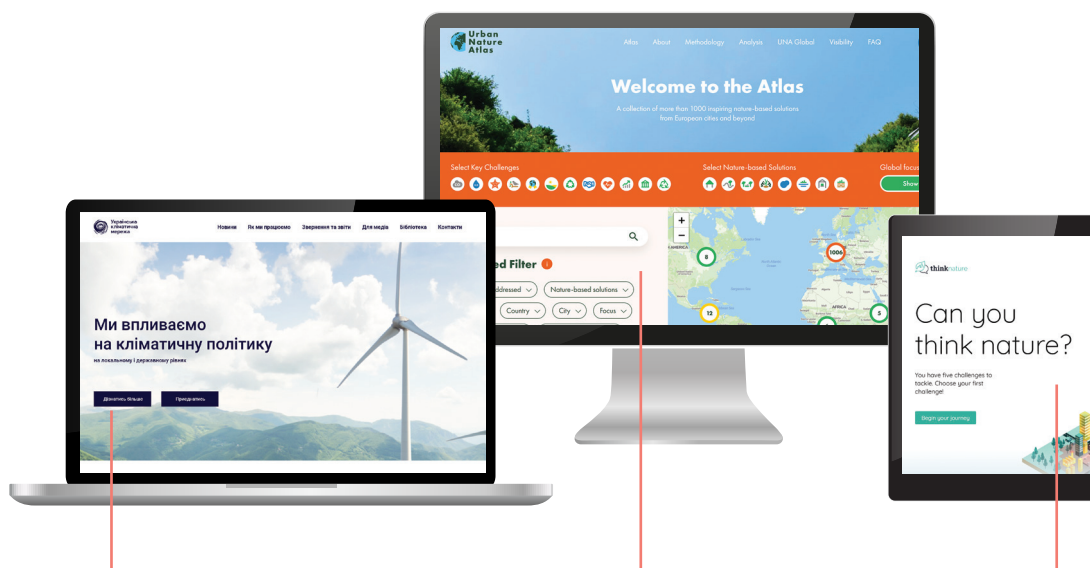 Urban
Nature
Atlas
Atlas About Methodology Analysis UNA Global Visibility FAQ
Welcome to the Atlas
A collection of more than 1000 inspiring nature-based solutions
from European cities and beyond
Select Key Challenges
Select Nature-based Solutions
Global focus
Show
ed Filter
ddressed
Nature-based solutions
Country
City
Focus
8
1006
12
5
AFRICA
Українська
кліматична
мережа
Новини Як ми працюємо Звернення та звіти Для медіа Бібліотека Контакти
Ми впливаємо
на кліматичну політику
на локальному і державному рівнях
Дізнатись більше
Приєднатись
thinknature
Can you
think nature?
You have five challenges to
tackle. Choose your first
challenge!
Begin your journey